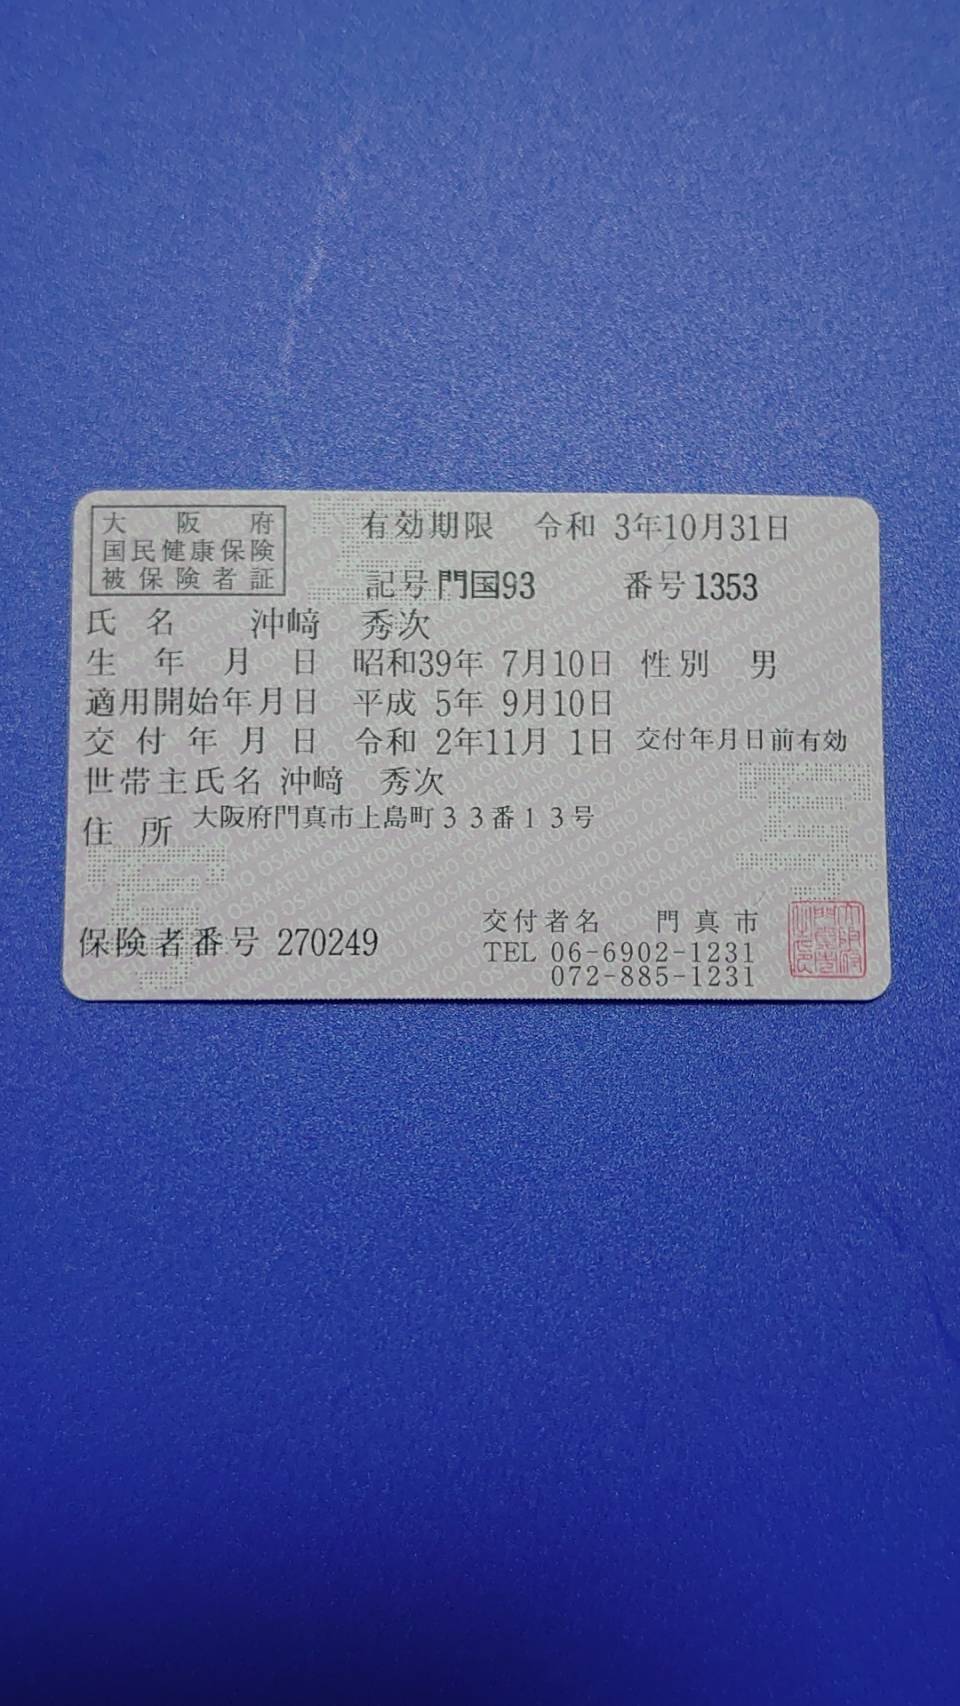 大阪府
国民健康保険
被保険者証
有効期限 令和 3年10月31日
記号 門国93 番号 1353
氏名 沖﨑 秀次
生年月日 昭和39年 7月10日 性別 男
適用開始年月日 平成 5年 9月10日
交付年月日 令和 2年11月 1日 交付年月日前有効
世帯主氏名 沖﨑 秀次
住所 大阪府門真市上島町33番13号
保険者番号 270249
交付者名 門真市
TEL 06-6902-1231
072-885-1231